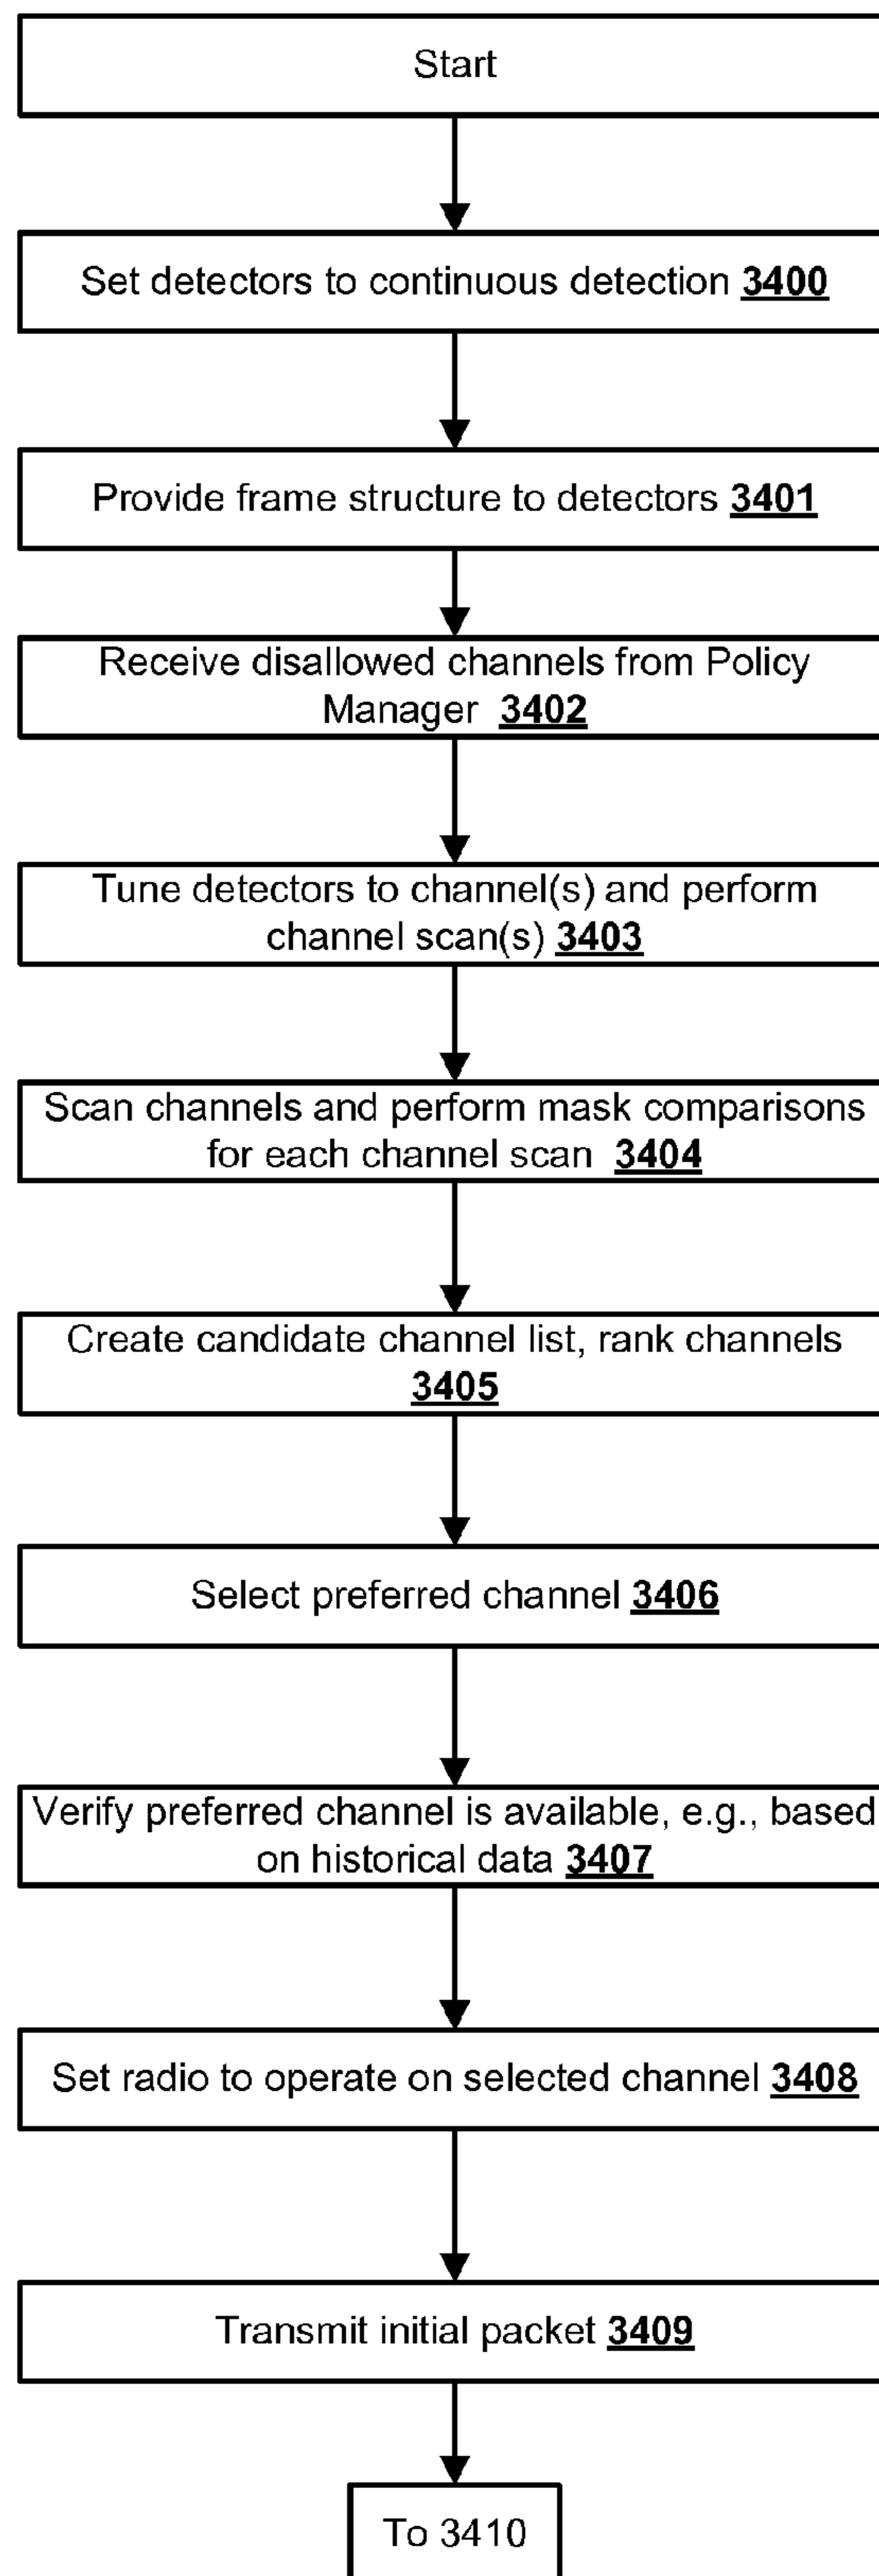 Start
Set detectors to continuous detection 3400
Provide frame structure to detectors 3401
Receive disallowed channels from Policy
Manager 3402
Tune detectors to channel(s) and perform
channel scan(s) 3403
Scan channels and perform mask comparisons
for each channel scan 3404
Create candidate channel list, rank channels
3405
Select preferred channel 3406
Verify preferred channel is available, e.g., based
on historical data 3407
Set radio to operate on selected channel 3408
Transmit initial packet 3409
To 3410